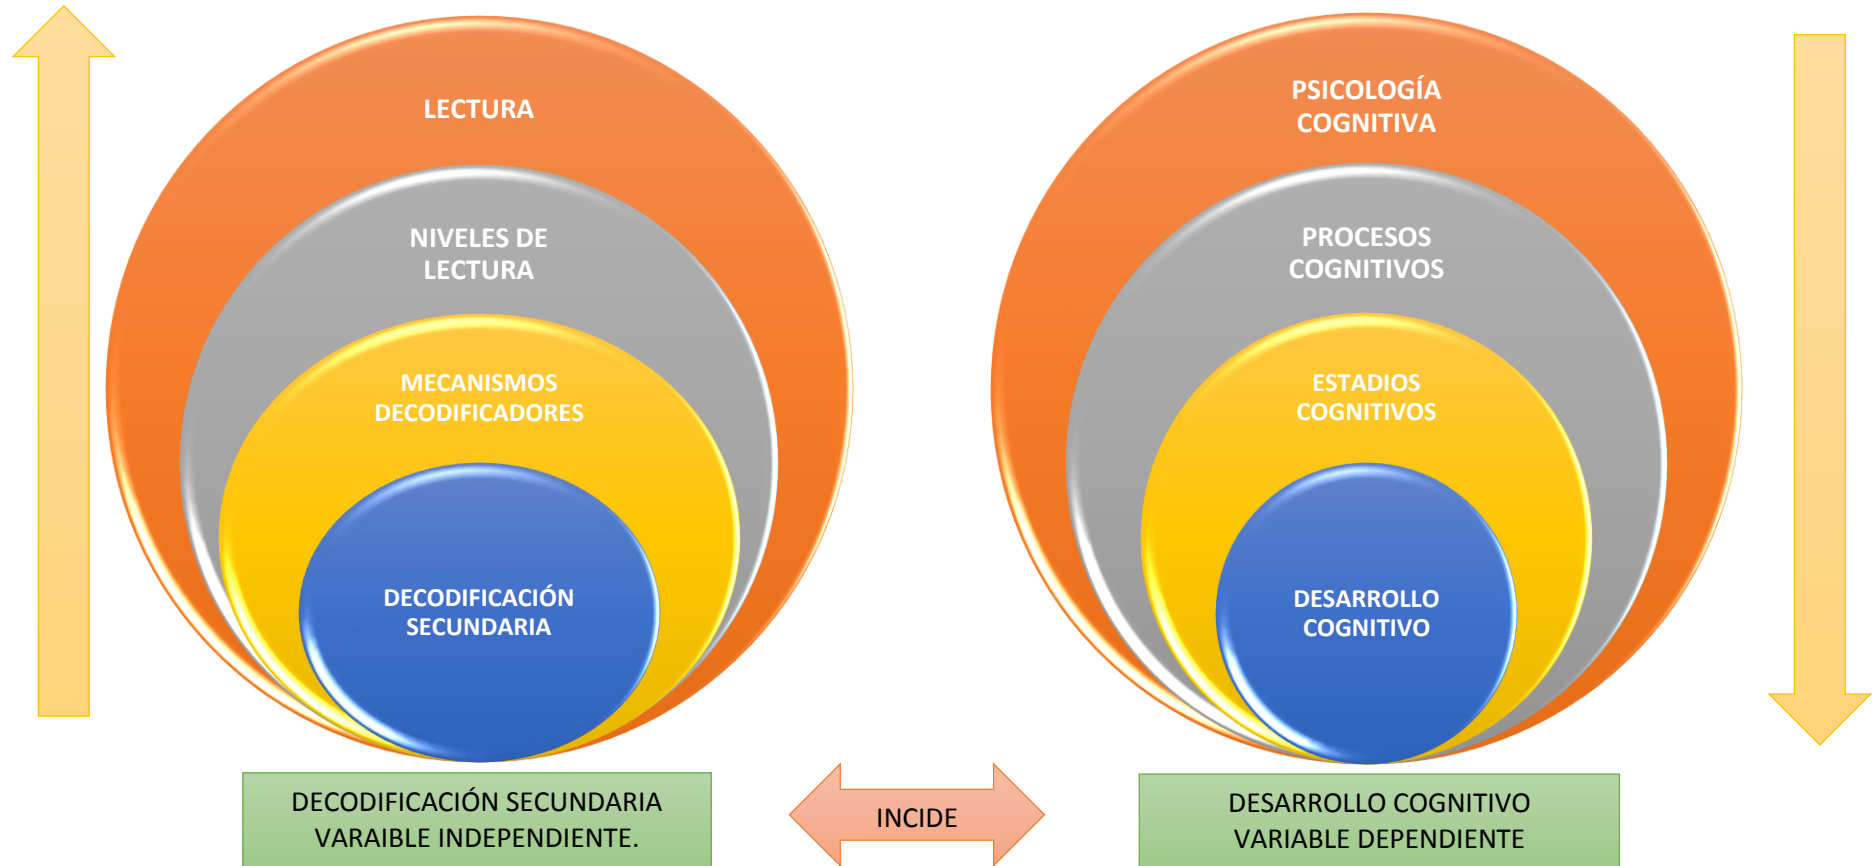 LECTURA
NIVELES DE
LECTURA
MECANISMOS
DECODIFICADORES
DECODIFICACIÓN
SECUNDARIA
PSICOLOGÍA
COGNITIVA
PROCESOS
COGNITIVOS
ESTADIOS
COGNITIVOS
DESARROLLO
COGNITIVO
DECODIFICACIÓN SECUNDARIA
VARAIBLE INDEPENDIENTE.
INCIDE
DESARROLLO COGNITIVO
VARIABLE DEPENDIENTE